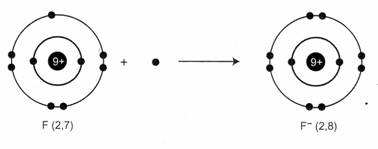 9+ + 9+
F (2,7) F⁻ (2,8)